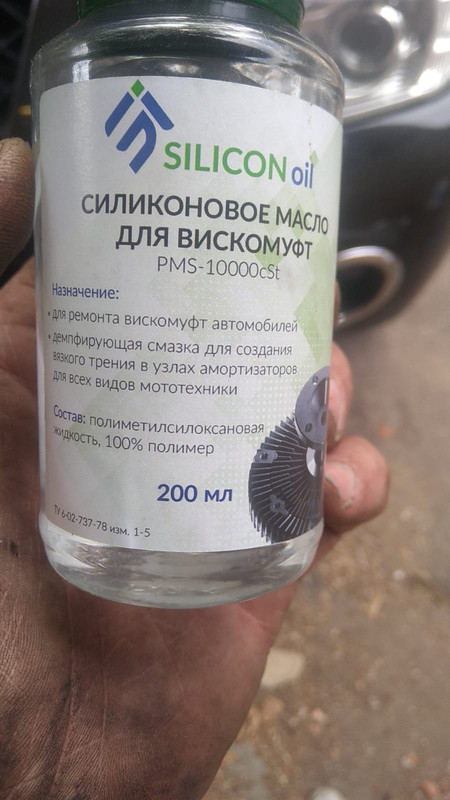 SILICON oil
СИЛИКОНОВОЕ МАСЛО
ДЛЯ ВИСКОМУФТ
PMS-10000cSt
Назначение:
• для ремонта вискомуфт автомобилей
• демпфирующая смазка для создания
вязкого трения в узлах амортизаторов
для всех видов мототехники
Состав: полиметилсилоксановая
жидкость, 100% полимер
200 мл
ТУ 6-02-737-78 изм. 1-5